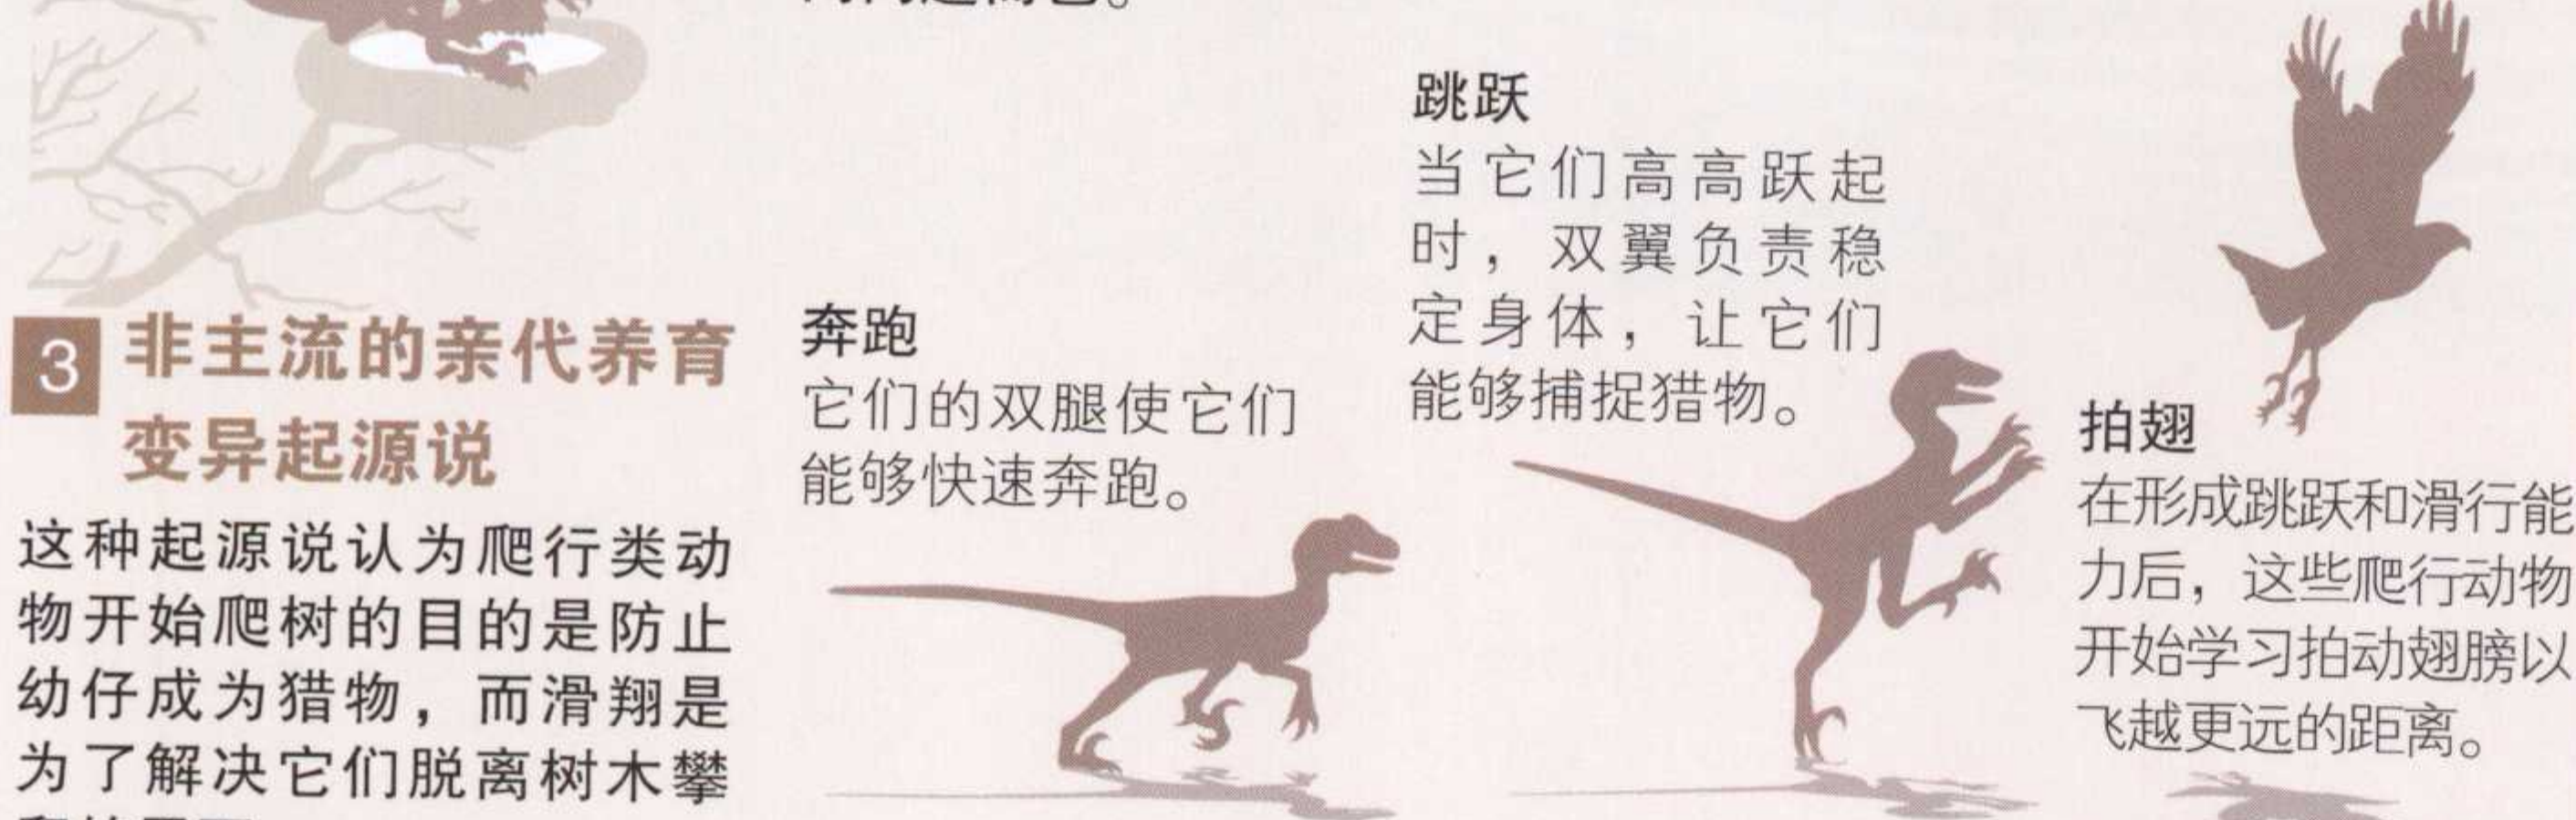 3 非主流的亲代养育
变异起源说
这种起源说认为爬行类动
物开始爬树的目的是防止
幼仔成为猎物，而滑翔是
为了解决它们脱离树木攀
奔跑
它们的双腿使它们
能够快速奔跑。
跳跃
当它们高高跃起
时，双翼负责稳
定身体，让它们
能够捕捉猎物。
拍翅
在形成跳跃和滑行能
力后，这些爬行动物
开始学习拍动翅膀以
飞越更远的距离。